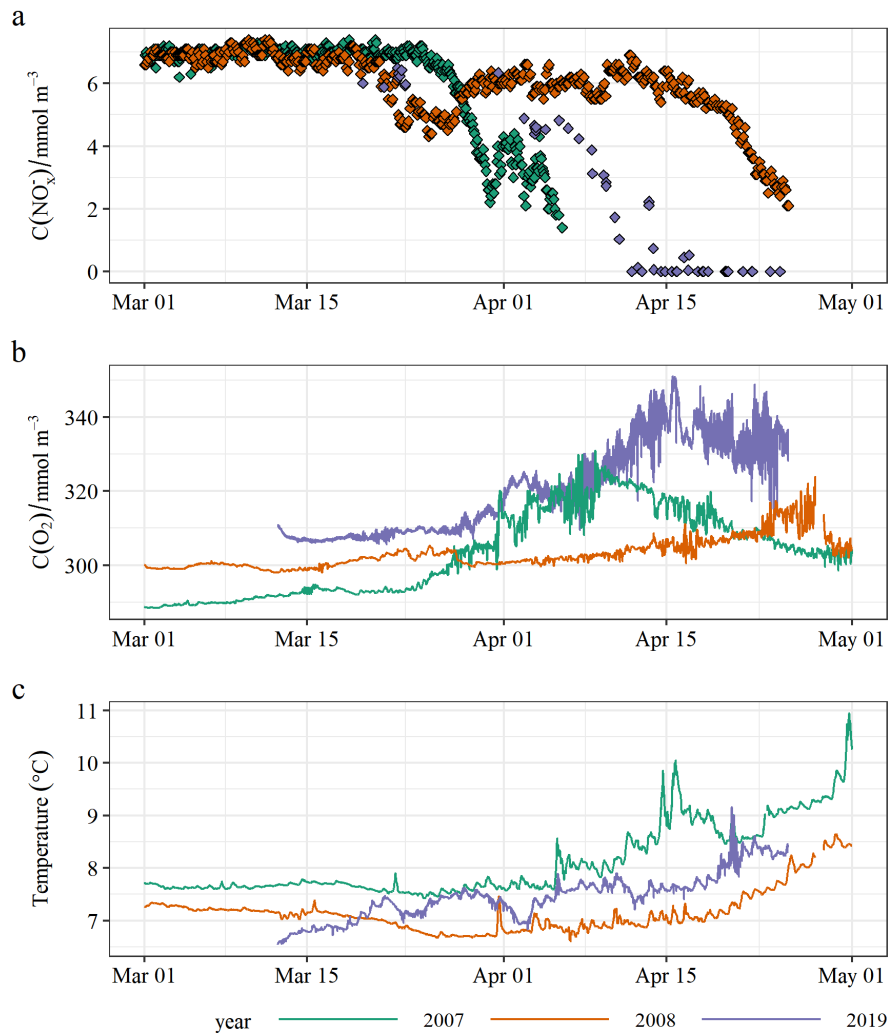 a
C(NOₓ⁻)/mmol m⁻³
6
4
2
0
Mar 01 Mar 15 Apr 01 Apr 15 May 01
b
C(O₂)/mmol m⁻³
340
320
300
Mar 01 Mar 15 Apr 01 Apr 15 May 01
c
Temperature (°C)
11
10
9
8
7
Mar 01 Mar 15 Apr 01 Apr 15 May 01
year 2007 2008 2019